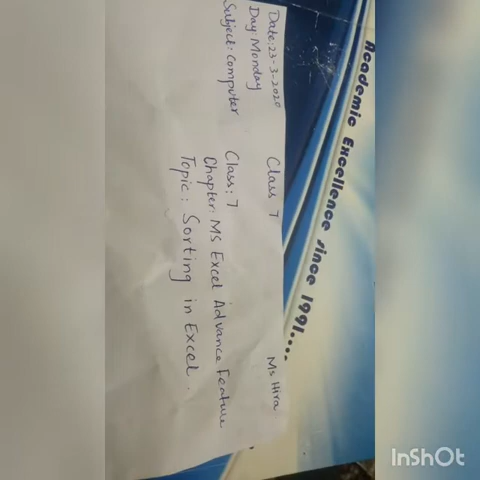 Academic Excellence since 1991....
Class 7 Ms Hira
Date: 23-3-2020
Day: Monday
Subject: Computer
Class: 7
Chapter: MS Excel Advance Feature
Topic: Sorting in Excel.
InShOt